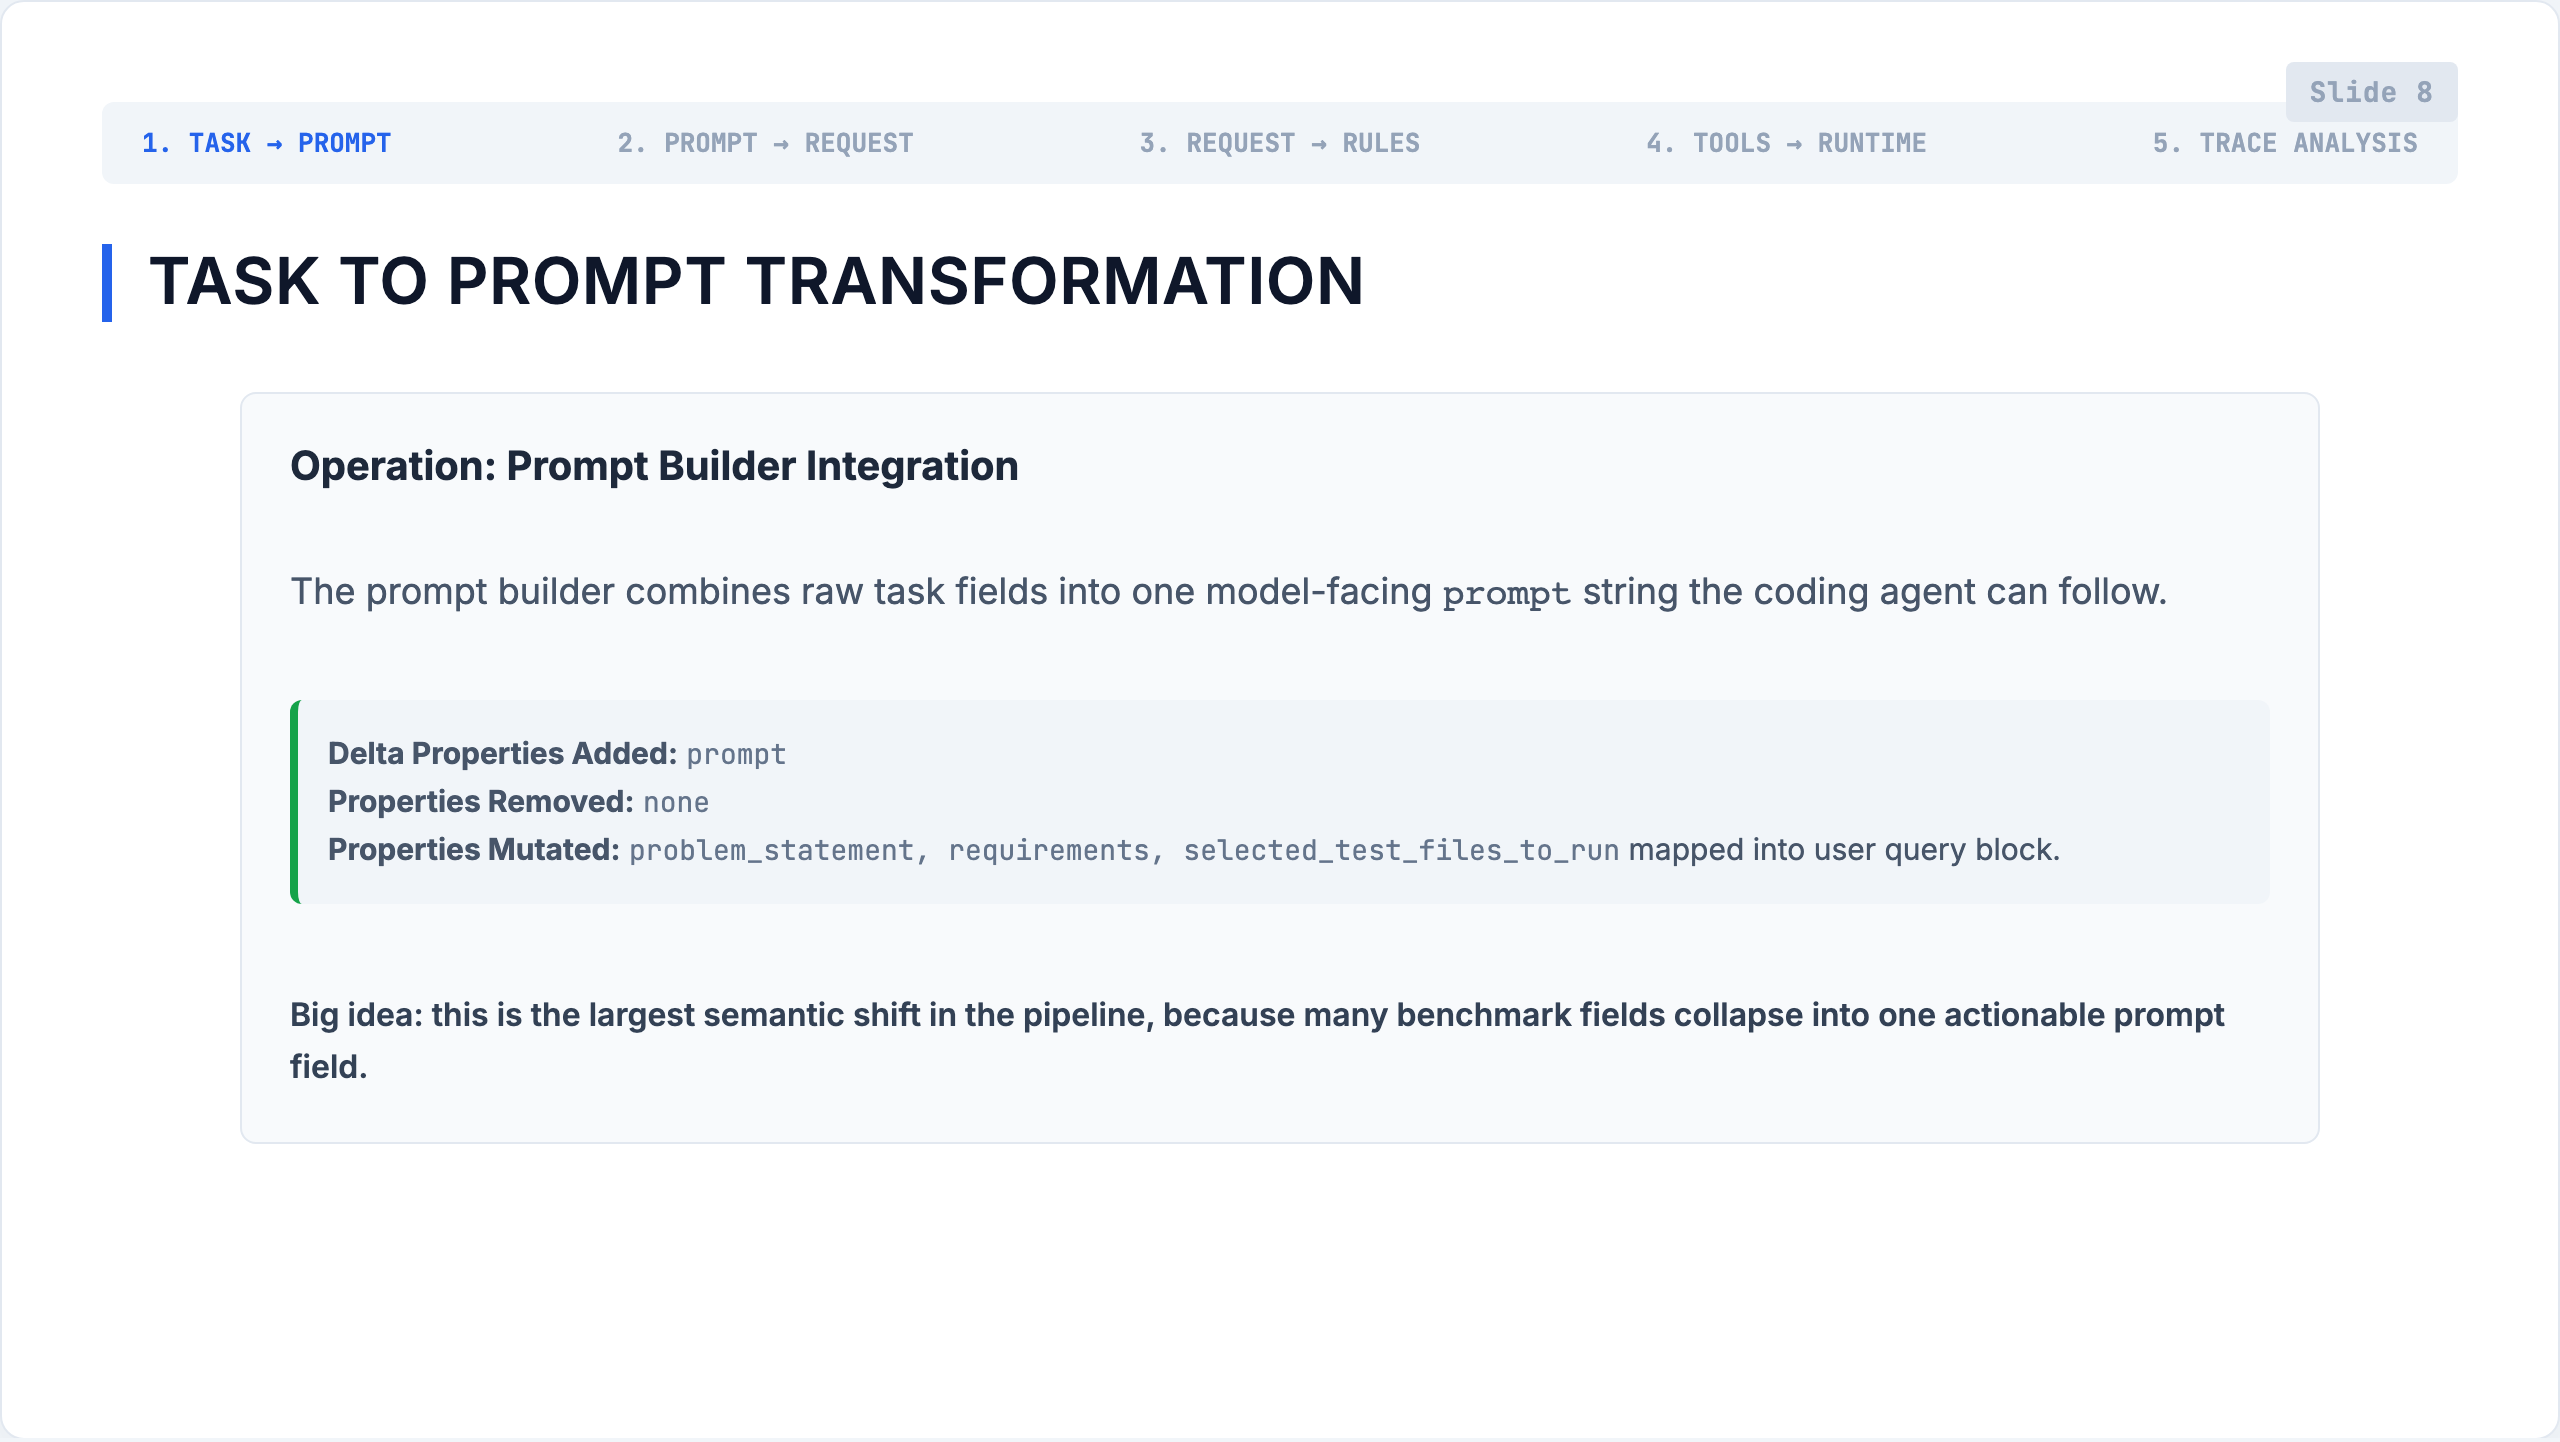 Slide 8
1. TASK → PROMPT
2. PROMPT → REQUEST
3. REQUEST → RULES
4. TOOLS → RUNTIME
5. TRACE ANALYSIS
TASK TO PROMPT TRANSFORMATION
Operation: Prompt Builder Integration
The prompt builder combines raw task fields into one model-facing prompt string the coding agent can follow.
Delta Properties Added: prompt
Properties Removed: none
Properties Mutated: problem_statement, requirements, selected_test_files_to_run mapped into user query block.
Big idea: this is the largest semantic shift in the pipeline, because many benchmark fields collapse into one actionable prompt
field.